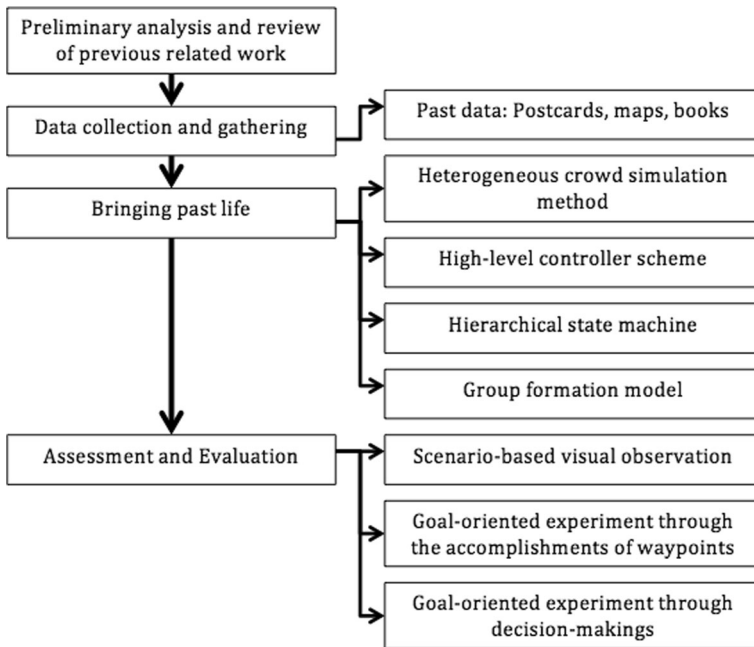 Preliminary analysis and review
of previous related work
Data collection and gathering
Past data: Postcards, maps, books
Bringing past life
Heterogeneous crowd simulation
method
High-level controller scheme
Hierarchical state machine
Group formation model
Assessment and Evaluation
Scenario-based visual observation
Goal-oriented experiment through
the accomplishments of waypoints
Goal-oriented experiment through
decision-makings